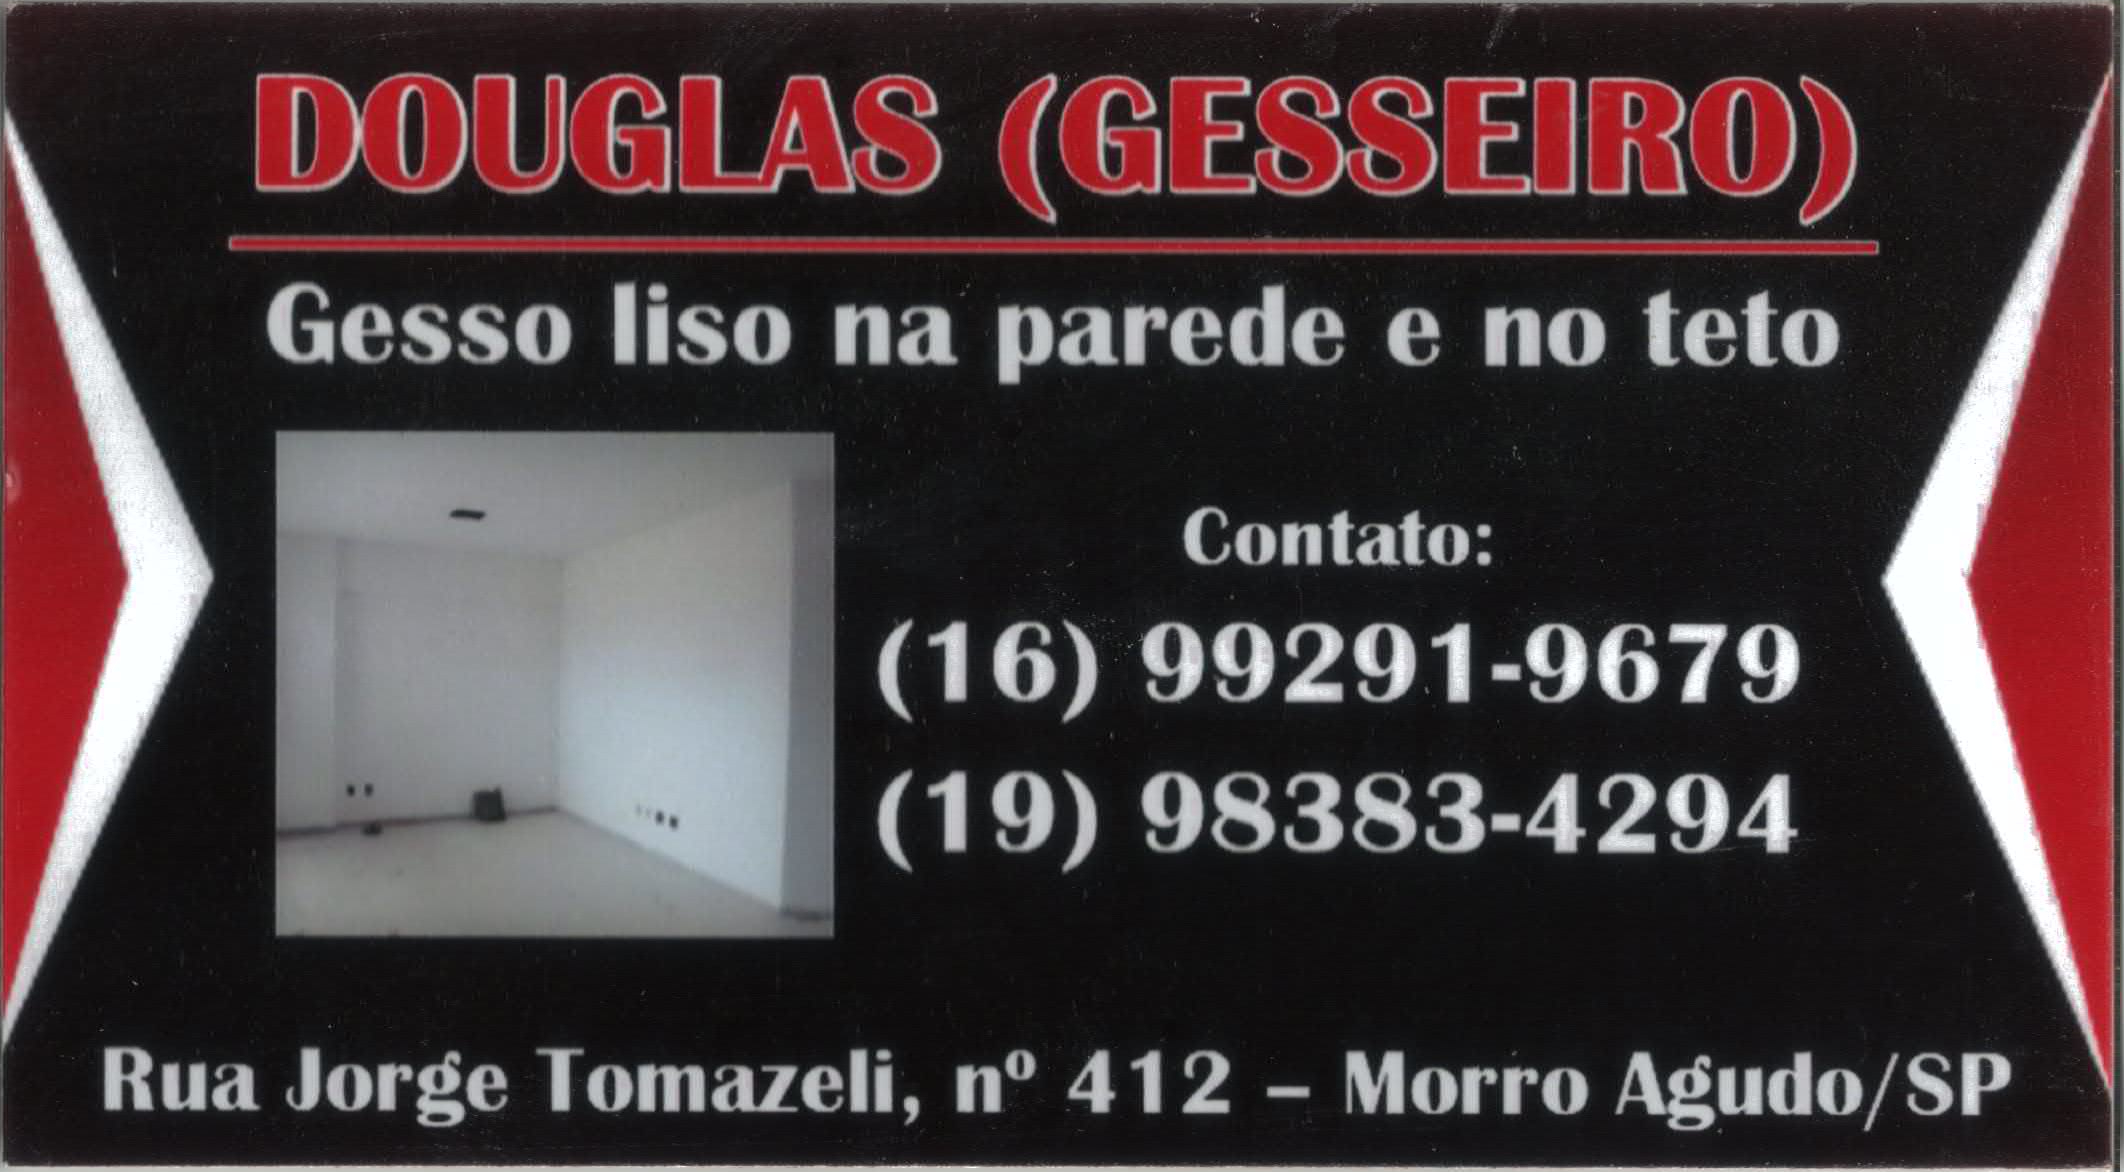 DOUGLAS (GESSEIRO)
Gesso liso na parede e no teto
Contato:
(16) 99291-9679
(19) 98383-4294
Rua Jorge Tomazeli, nº 412 – Morro Agudo/SP